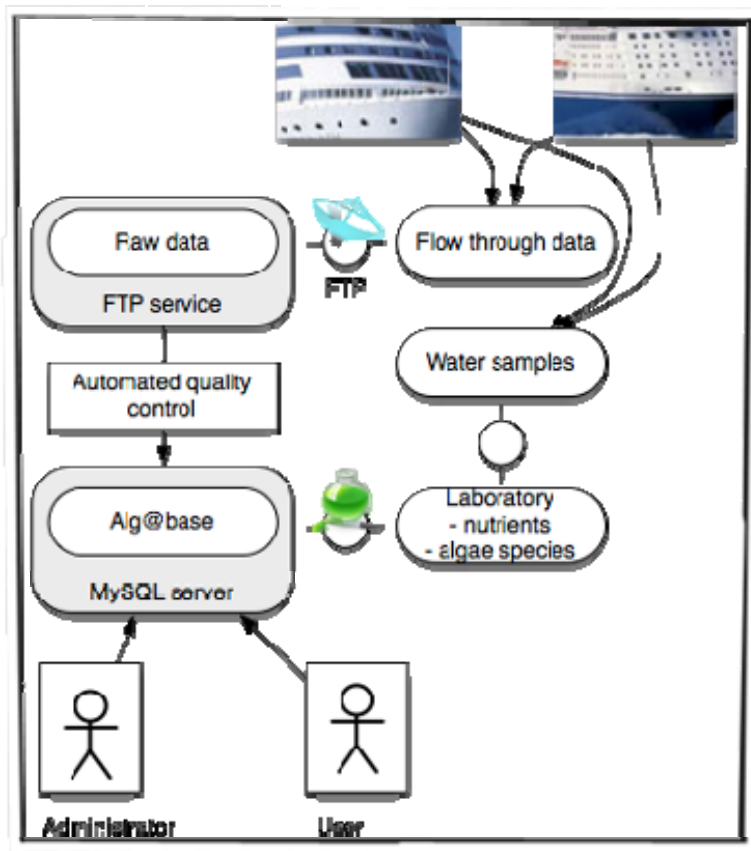 Raw data
FTP service
FTP
Flow through data
Automated quality
control
Water samples
Alg@base
MySQL server
Laboratory
- nutrients
- algae species
Administrator
User